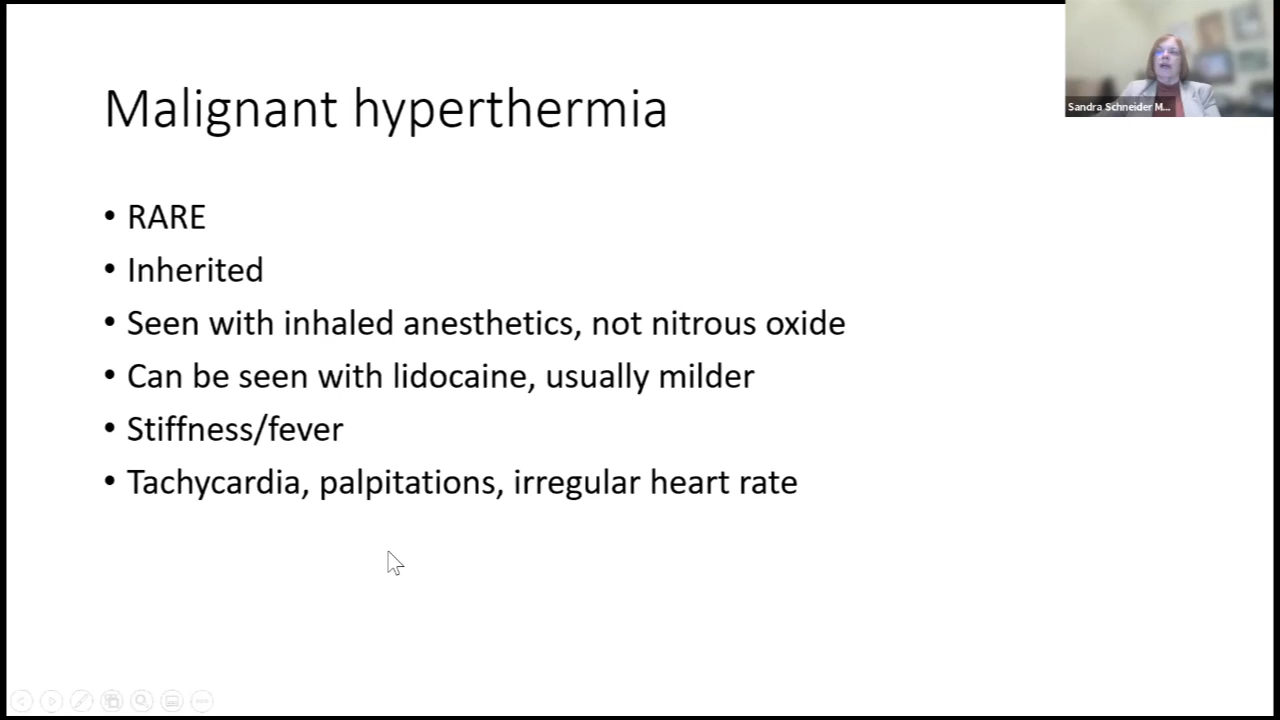 Malignant hyperthermia
• RARE
• Inherited
• Seen with inhaled anesthetics, not nitrous oxide
• Can be seen with lidocaine, usually milder
• Stiffness/fever
• Tachycardia, palpitations, irregular heart rate
Sandra Schneider M...